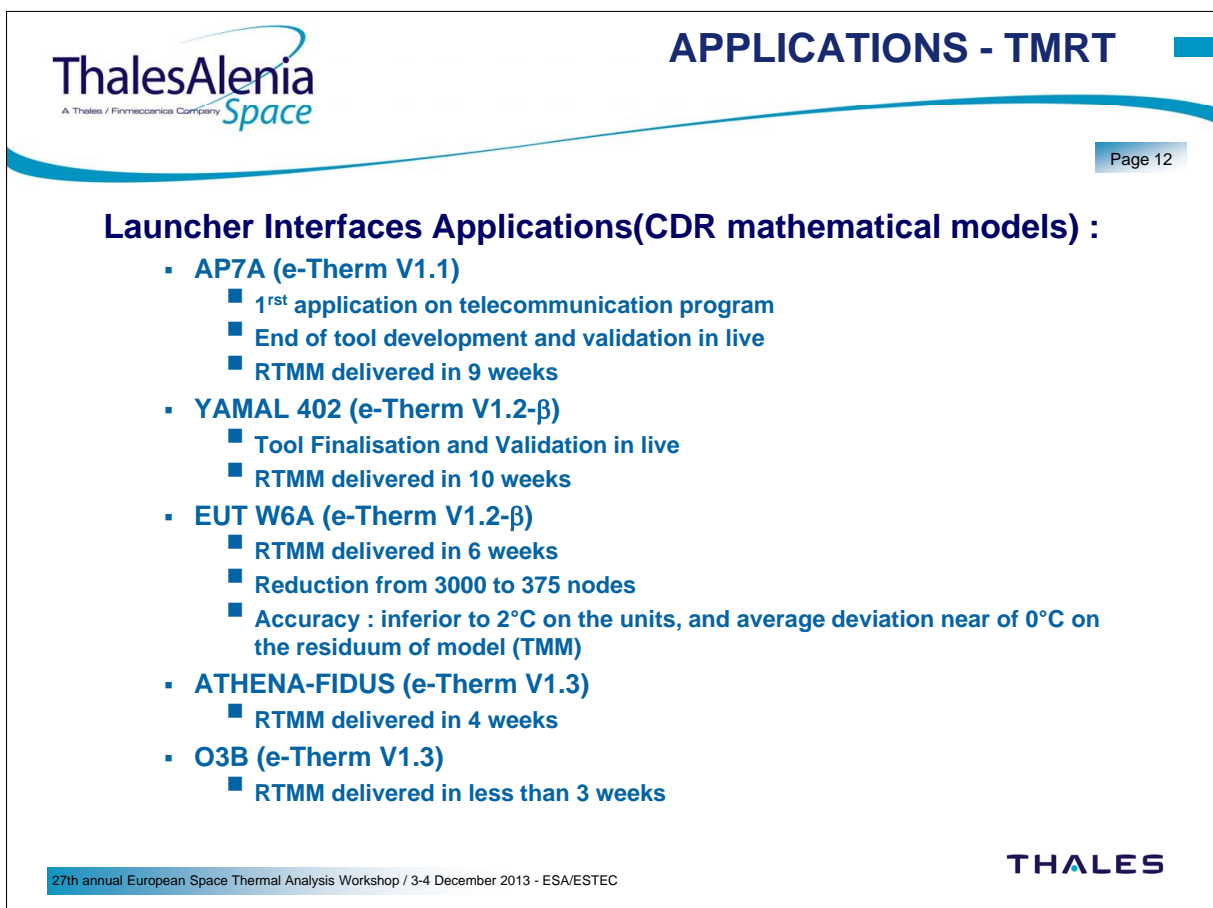 APPLICATIONS - TMRT
ThalesAlenia
A Thales / Finmeccanica Company
Space
Page 12
Launcher Interfaces Applications(CDR mathematical models) :
▪ AP7A (e-Therm V1.1)
■ 1rst application on telecommunication program
■ End of tool development and validation in live
■ RTMM delivered in 9 weeks
▪ YAMAL 402 (e-Therm V1.2-β)
■ Tool Finalisation and Validation in live
■ RTMM delivered in 10 weeks
▪ EUT W6A (e-Therm V1.2-β)
■ RTMM delivered in 6 weeks
■ Reduction from 3000 to 375 nodes
■ Accuracy : inferior to 2°C on the units, and average deviation near of 0°C on
the residuum of model (TMM)
▪ ATHENA-FIDUS (e-Therm V1.3)
■ RTMM delivered in 4 weeks
▪ O3B (e-Therm V1.3)
■ RTMM delivered in less than 3 weeks
27th annual European Space Thermal Analysis Workshop / 3-4 December 2013 - ESA/ESTEC
THALES